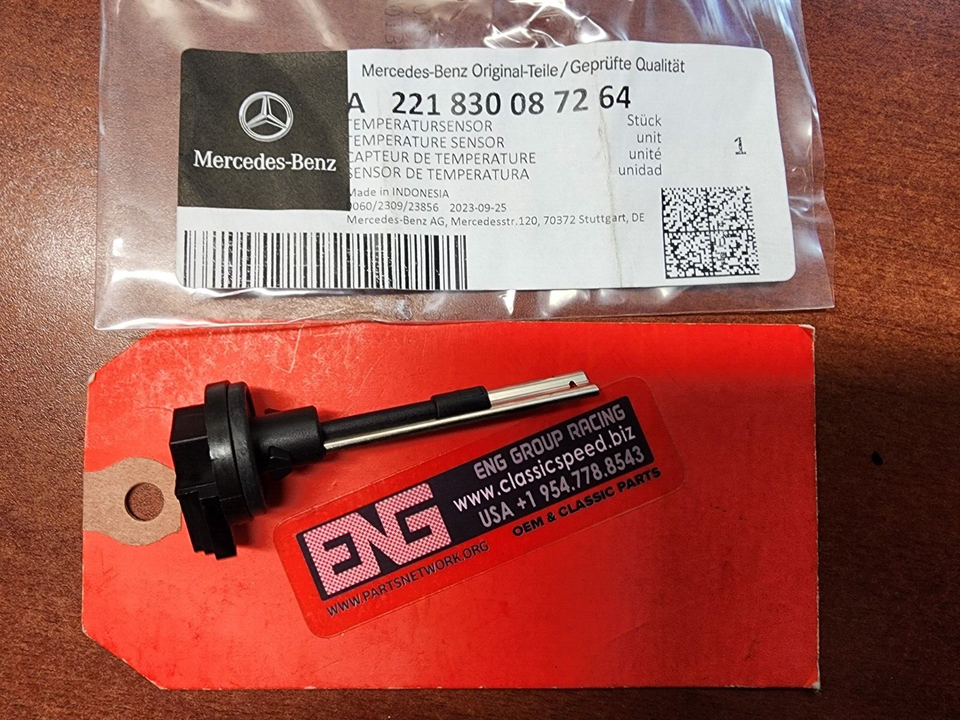 Mercedes-Benz Original-Teile/Geprüfte Qualität
A 221 830 08 72 64
TEMPERATURSENSOR
TEMPERATURE SENSOR
CAPTEUR DE TEMPERATURE
SENSOR DE TEMPERATURA
Stück
unit
unité
unidad
1
Mercedes-Benz
Made in INDONESIA
0060/2309/23856 2023-09-25
Mercedes-Benz AG, Mercedesstr.120, 70372 Stuttgart, DE
ENG GROUP RACING
www.classicspeed.biz
USA +1 954.778.8543
OEM & CLASSIC PARTS
ENG
WWW.PARTSNETWORK.ORG